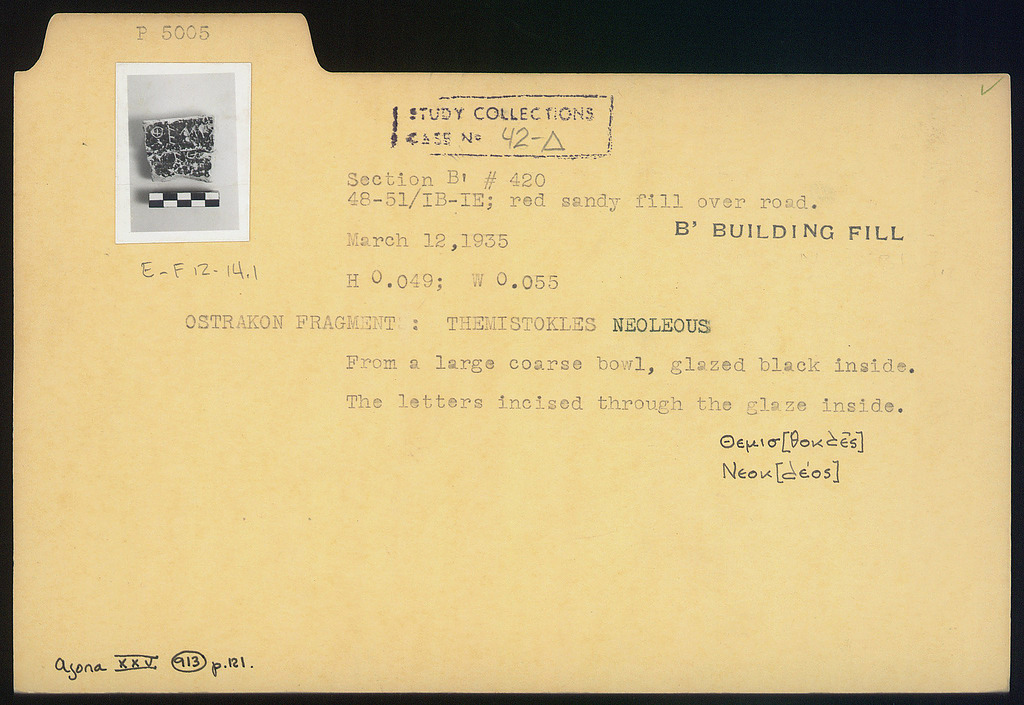 P 5005
STUDY COLLECTIONS
CASE No 42-Δ
Section B' # 420
48-51/IB-IE; red sandy fill over road.
B' BUILDING FILL
March 12,1935
E-F 12-14.1
H 0.049; W 0.055
OSTRAKON FRAGMENT : THEMISTOKLES NEOLEOUS
From a large coarse bowl, glazed black inside.
The letters incised through the glaze inside.
Θεμισ[θοκλε̄ς]
Νεοκ[λέος]
Agora XXV 913 p.121.